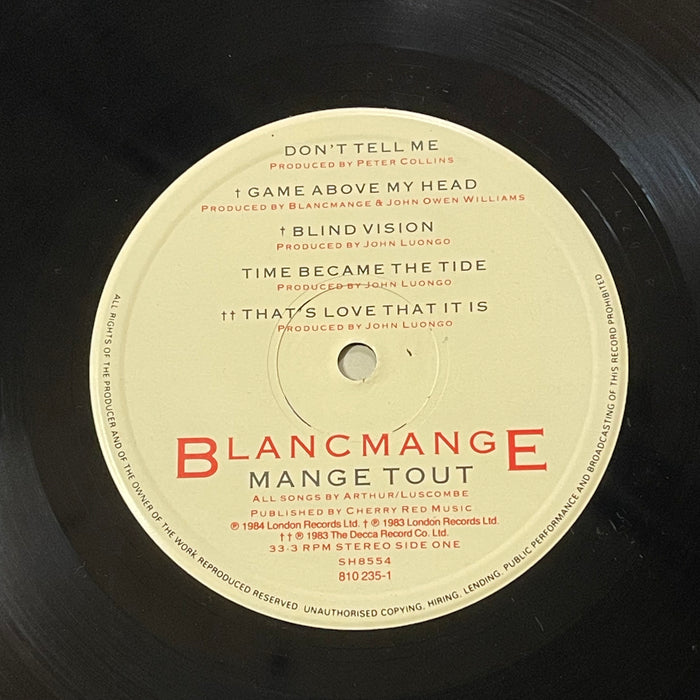 DON'T TELL ME
PRODUCED BY PETER COLLINS
† GAME ABOVE MY HEAD
PRODUCED BY BLANCMANGE & JOHN OWEN WILLIAMS
† BLIND VISION
PRODUCED BY JOHN LUONGO
TIME BECAME THE TIDE
PRODUCED BY JOHN LUONGO
†† THAT'S LOVE THAT IT IS
PRODUCED BY JOHN LUONGO
BLANCMANGE
MANGE TOUT
ALL SONGS BY ARTHUR/LUSCOMBE
PUBLISHED BY CHERRY RED MUSIC
℗ 1984 London Records Ltd. † ℗ 1983 London Records Ltd.
†† ℗ 1983 The Decca Record Co. Ltd.
33·3 RPM STEREO SIDE ONE
SH8554
810 235-1
ALL RIGHTS OF THE PRODUCER AND OF THE OWNER OF THE WORK REPRODUCED RESERVED UNAUTHORISED COPYING, HIRING, LENDING, PUBLIC PERFORMANCE AND BROADCASTING OF THIS RECORD PROHIBITED